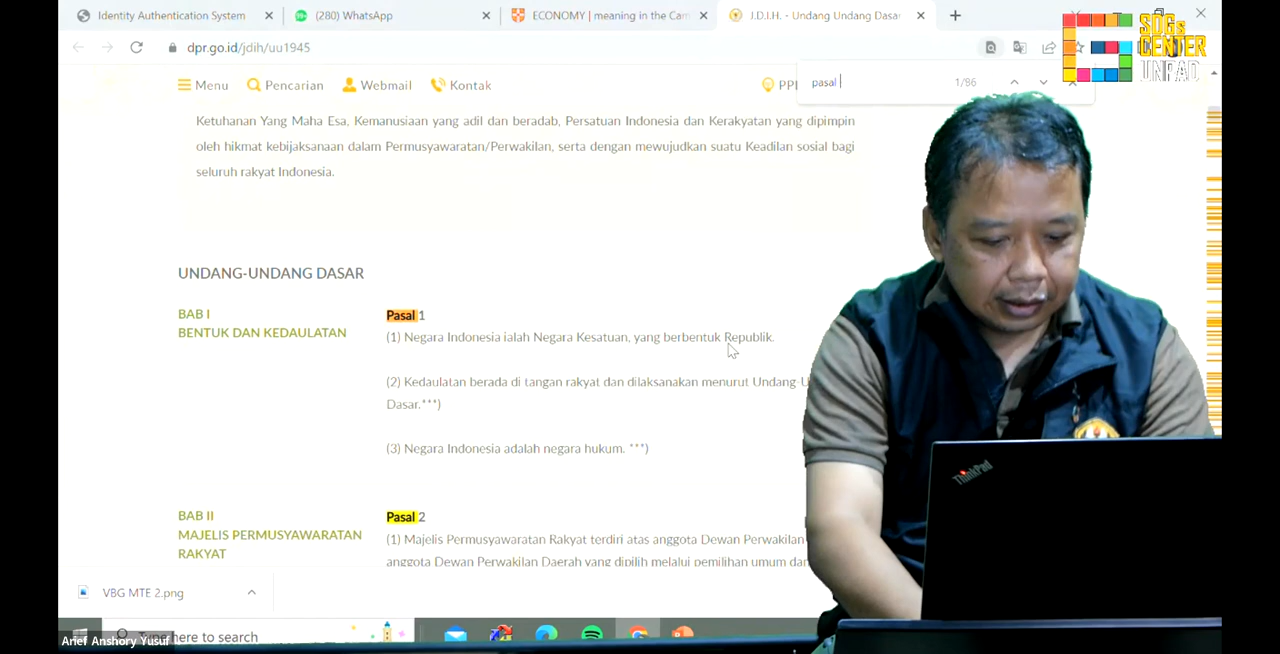 Identity Authentication System
(280) WhatsApp
ECONOMY | meaning in the Cam
J.D.I.H. - Undang Undang Dasar
dpr.go.id/jdih/uu1945
SDGs
CENTER
UNPAD
Menu
Pencarian
Webmail
Kontak
PPI
pasal
1/86
Ketuhanan Yang Maha Esa, Kemanusiaan yang adil dan beradab, Persatuan Indonesia dan Kerakyatan yang dipimpin
oleh hikmat kebijaksanaan dalam Permusyawaratan/Perwakilan, serta dengan mewujudkan suatu Keadilan sosial bagi
seluruh rakyat Indonesia.
UNDANG-UNDANG DASAR
BAB I
BENTUK DAN KEDAULATAN
Pasal 1
(1) Negara Indonesia ialah Negara Kesatuan, yang berbentuk Republik.
(2) Kedaulatan berada di tangan rakyat dan dilaksanakan menurut Undang-U
Dasar.***)
(3) Negara Indonesia adalah negara hukum. ***)
BAB II
MAJELIS PERMUSYAWARATAN
RAKYAT
Pasal 2
(1) Majelis Permusyawaratan Rakyat terdiri atas anggota Dewan Perwakilan
anggota Dewan Perwakilan Daerah yang dipilih melalui pemilihan umum dan
VBG MTE 2.png
Type here to search
Arief Anshory Yusuf
ThinkPad